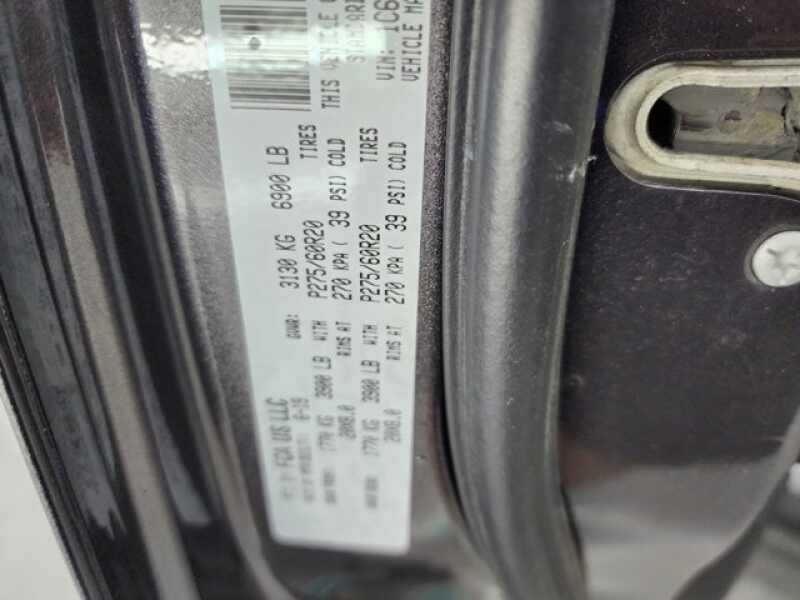 FCA US LLC
8-19 GVWR: 3130 KG 6900 LB
1770 KG 3900 LB WITH P275/60R20 TIRES
20X8.0 RIMS AT 270 KPA ( 39 PSI) COLD
1770 KG 3900 LB WITH P275/60R20 TIRES
20X8.0 RIMS AT 270 KPA ( 39 PSI) COLD
THIS VEHICLE
VIN: 1C6
VEHICLE